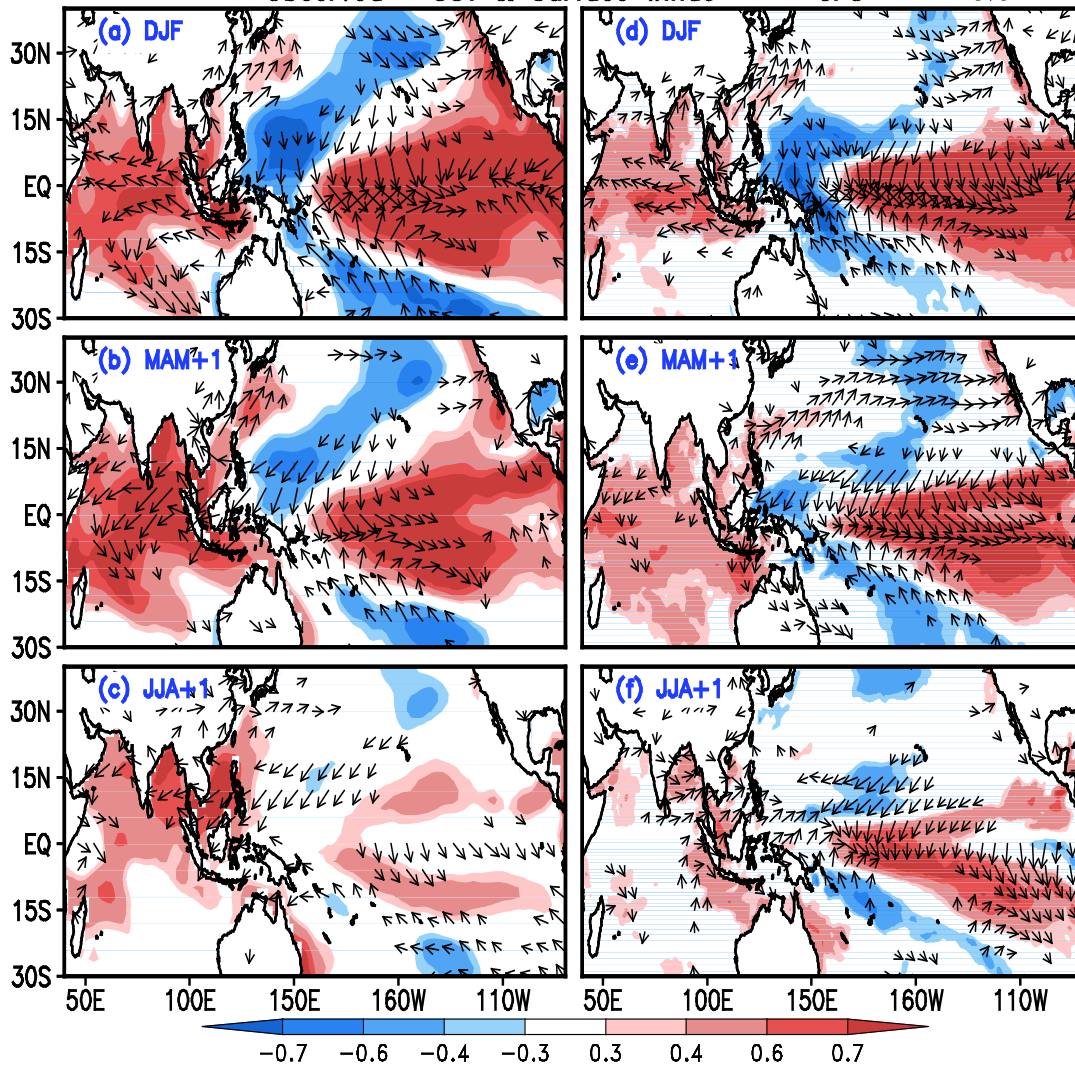 (a) DJF
(d) DJF
30N
15N
EQ
15S
30S
(b) MAM+1
(e) MAM+1
30N
15N
EQ
15S
30S
(c) JJA+1
(f) JJA+1
30N
15N
EQ
15S
30S
50E 100E 150E 160W 110W 50E 100E 150E 160W 110W
-0.7 -0.6 -0.4 -0.3 0.3 0.4 0.6 0.7